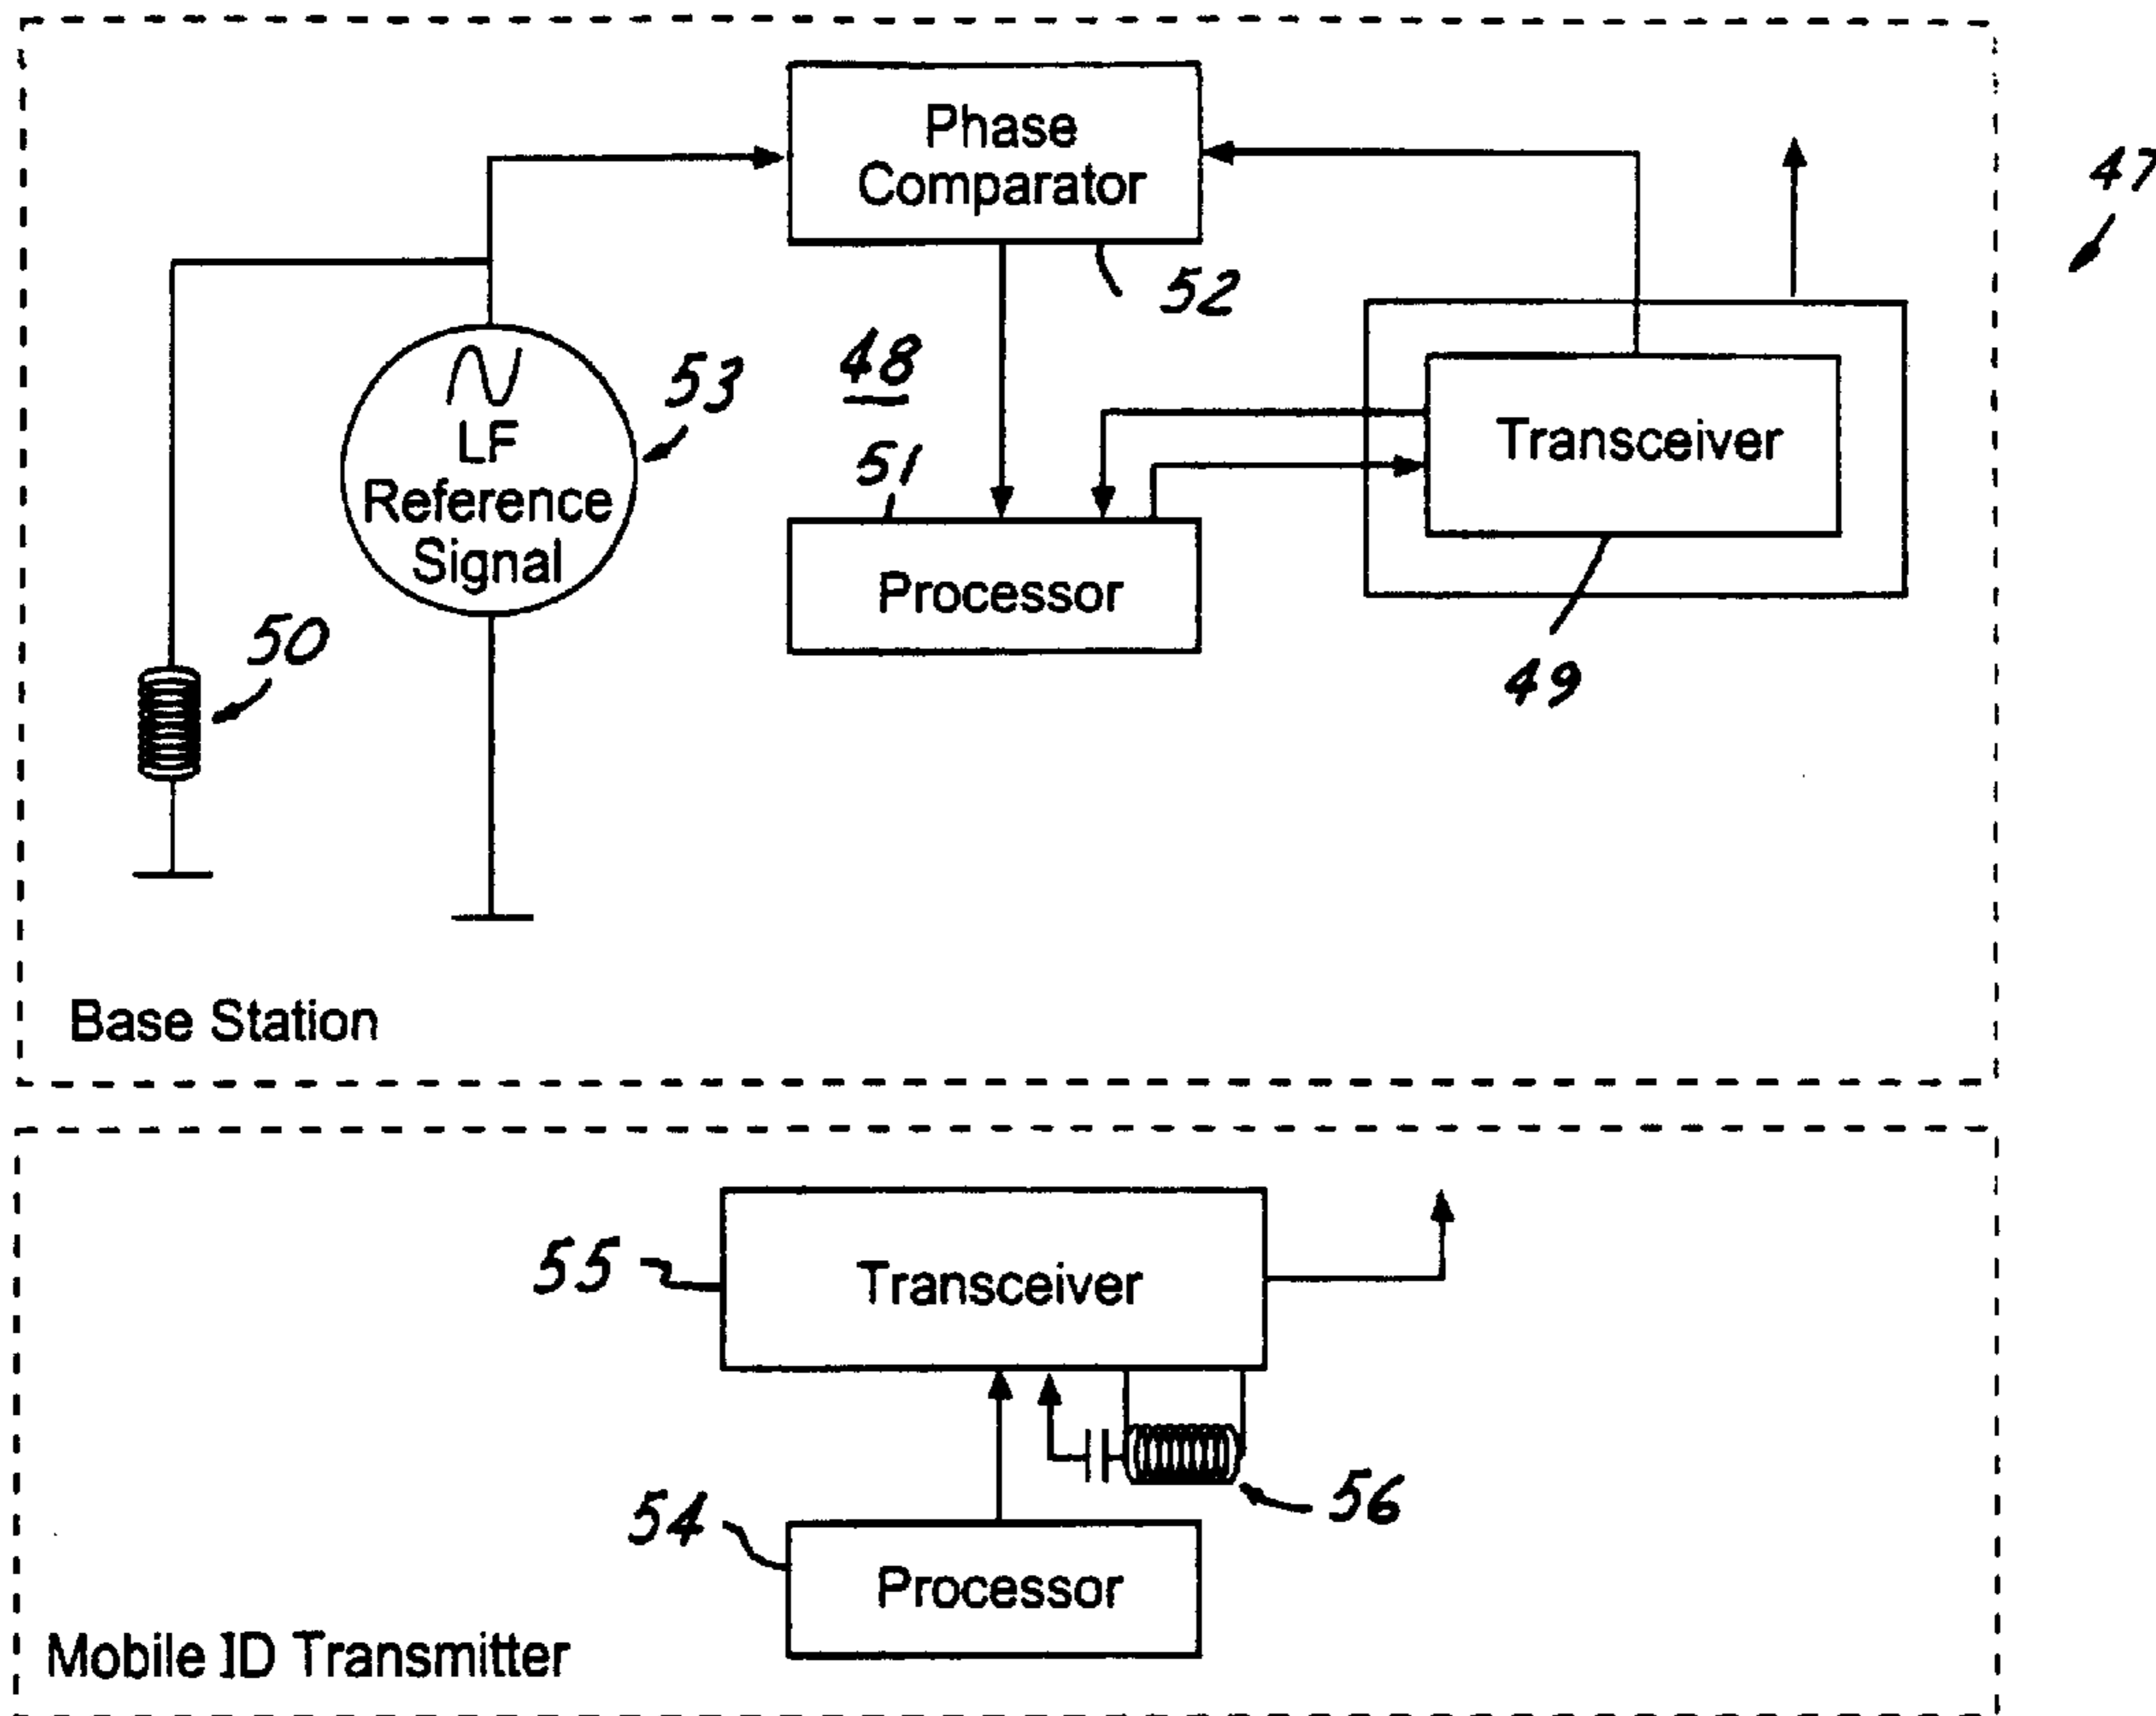 Phase
Comparator
47
52
48
53
LF
Reference
Signal
51
Transceiver
Processor
50
49
Base Station
55
Transceiver
56
54
Processor
Mobile ID Transmitter